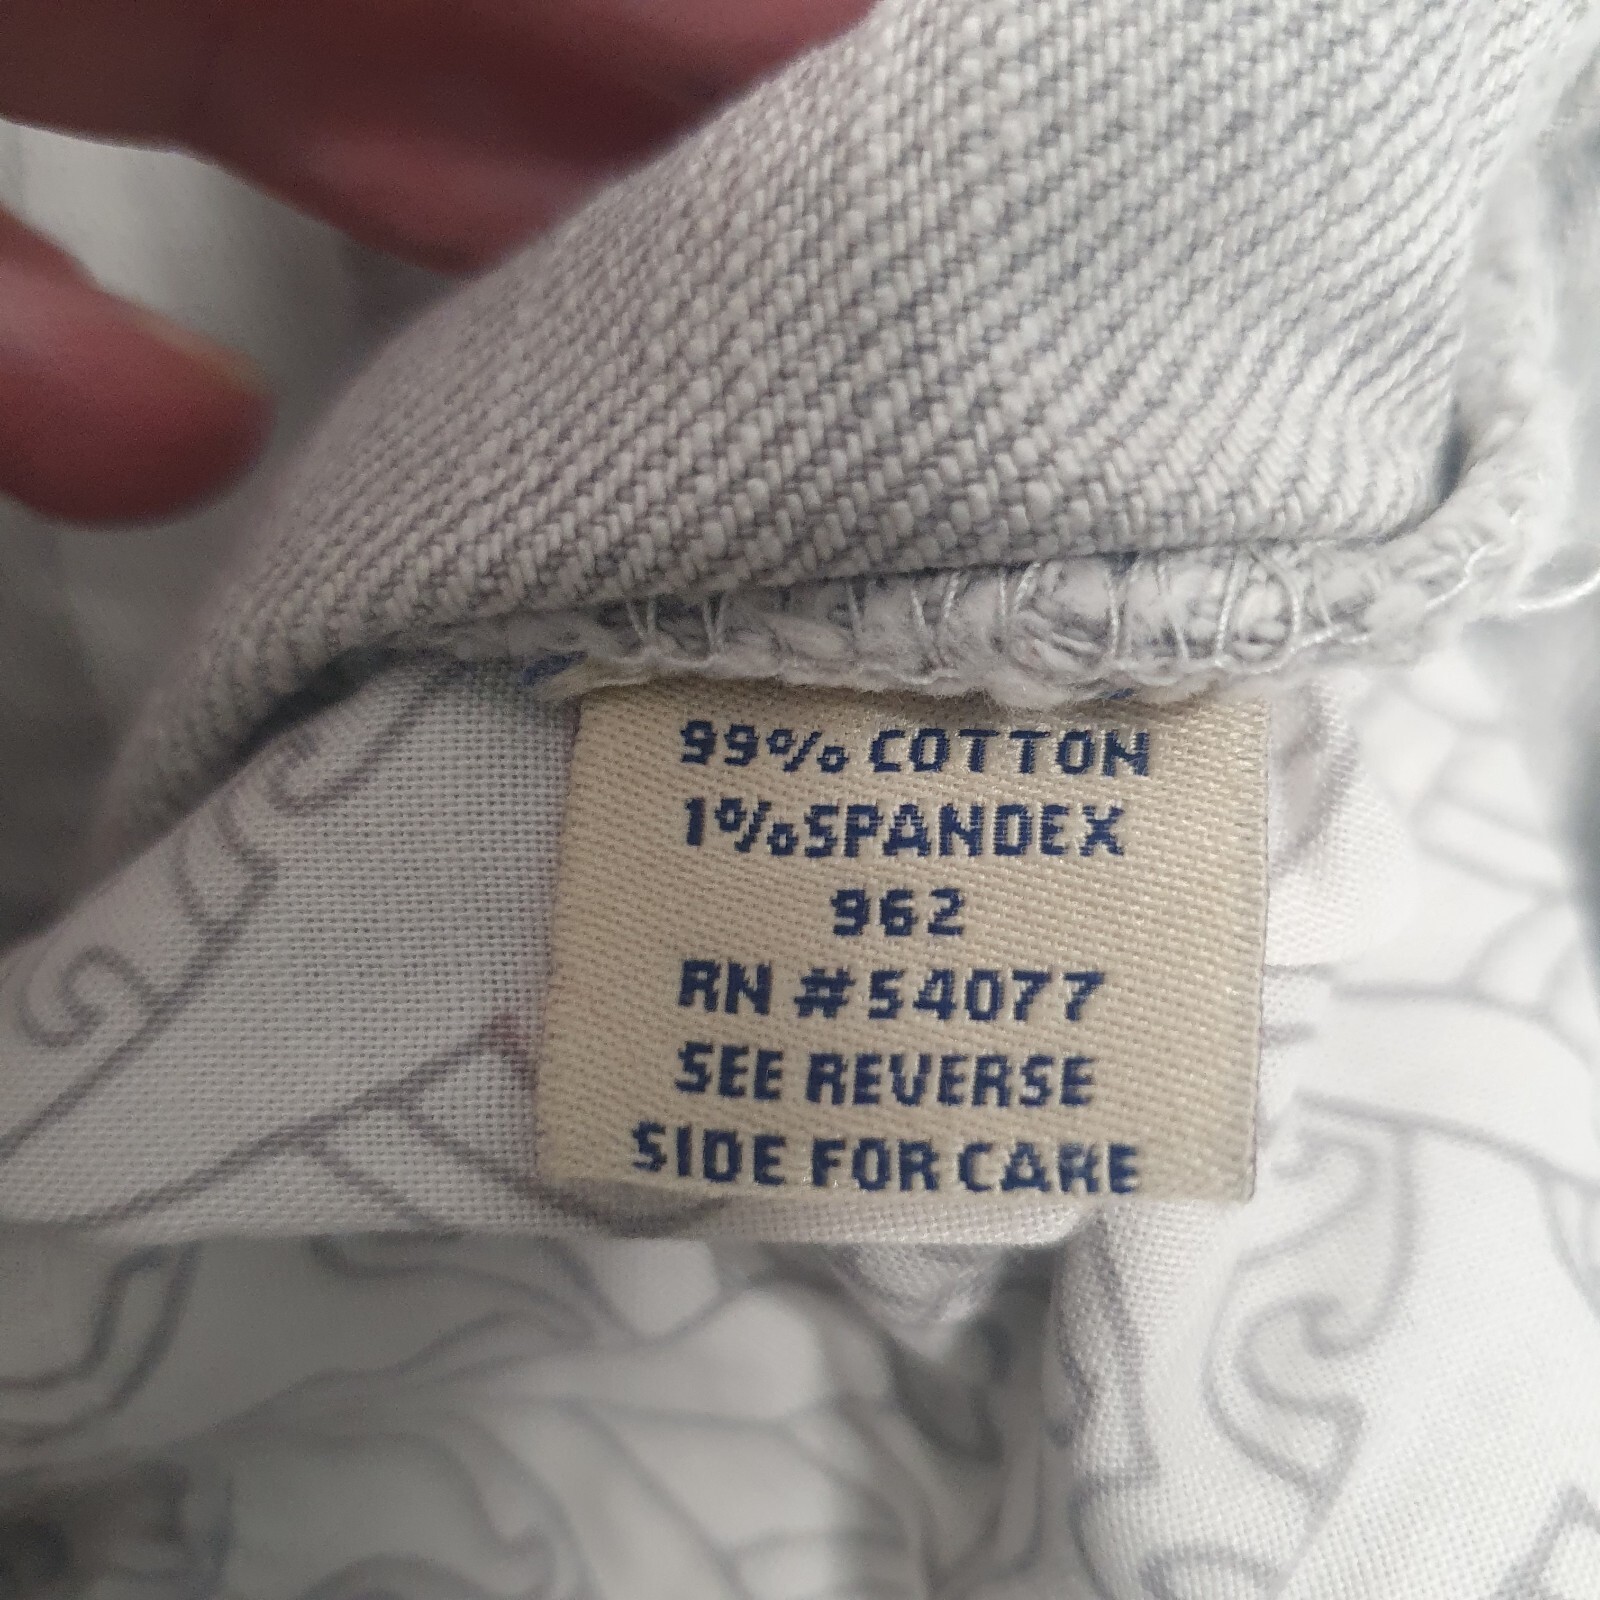 99% COTTON
1%SPANDEX
962
RN #54077
SEE REVERSE
SIDE FOR CARE